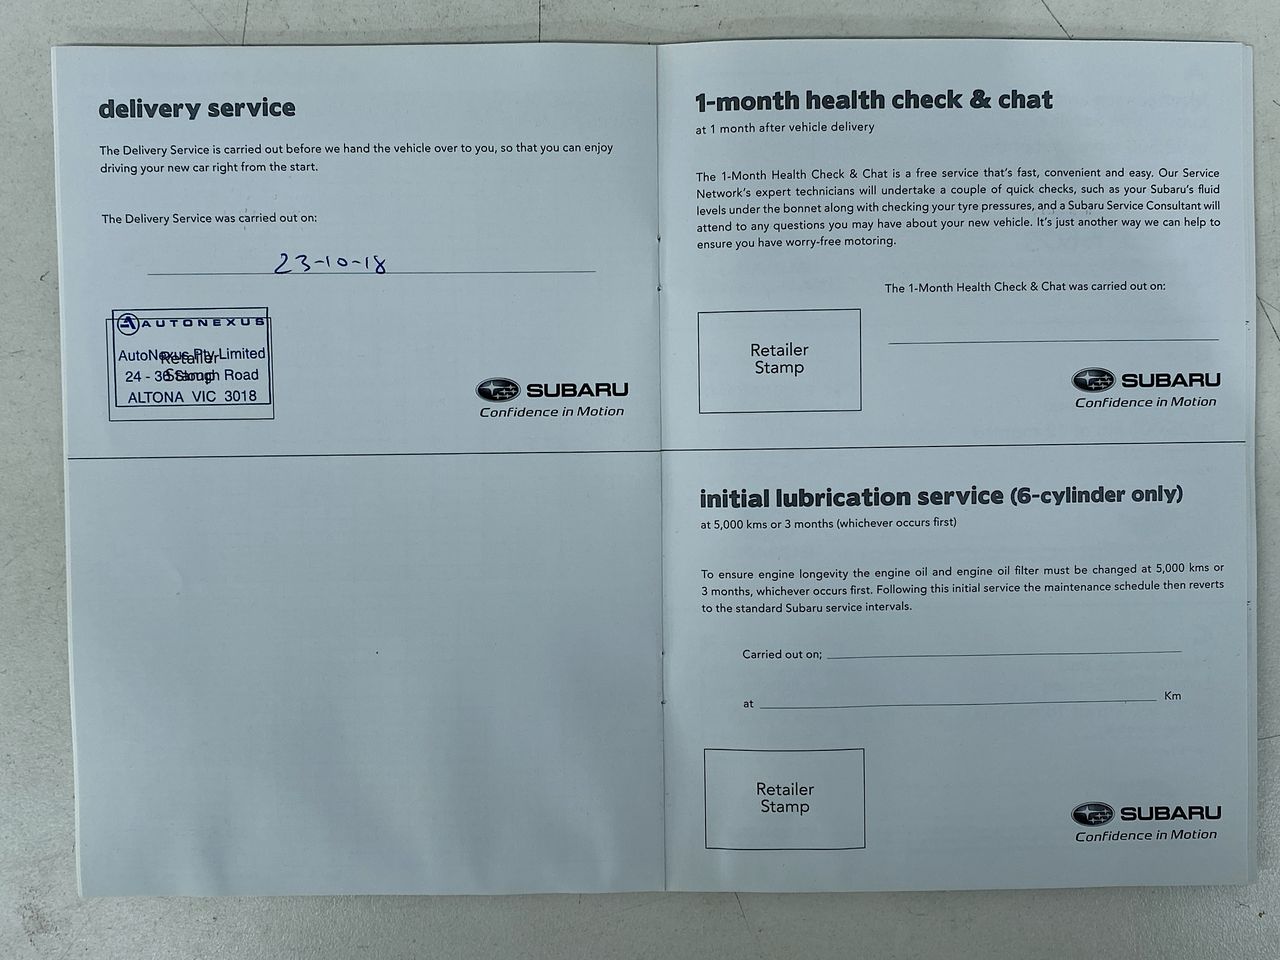 delivery service
The Delivery Service is carried out before we hand the vehicle over to you, so that you can enjoy
driving your new car right from the start.
The Delivery Service was carried out on:
23-10-18
AUTONEXUS
AutoNexus Pty Limited
Retailer
24 - 36 Slough Road
Stamp
ALTONA VIC 3018
SUBARU
Confidence in Motion
1-month health check & chat
at 1 month after vehicle delivery
The 1-Month Health Check & Chat is a free service that's fast, convenient and easy. Our Service
Network's expert technicians will undertake a couple of quick checks, such as your Subaru's fluid
levels under the bonnet along with checking your tyre pressures, and a Subaru Service Consultant will
attend to any questions you may have about your new vehicle. It's just another way we can help to
ensure you have worry-free motoring.
The 1-Month Health Check & Chat was carried out on:
Retailer
Stamp
SUBARU
Confidence in Motion
initial lubrication service (6-cylinder only)
at 5,000 kms or 3 months (whichever occurs first)
To ensure engine longevity the engine oil and engine oil filter must be changed at 5,000 kms or
3 months, whichever occurs first. Following this initial service the maintenance schedule then reverts
to the standard Subaru service intervals.
Carried out on;
at Km
Retailer
Stamp
SUBARU
Confidence in Motion